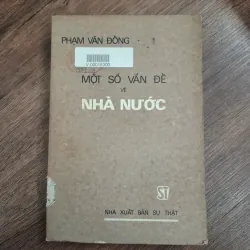 PHẠM VĂN ĐỒNG
MỘT SỐ VẤN ĐỀ
VỀ
NHÀ NƯỚC
ST
NHÀ XUẤT BẢN SỰ THẬT